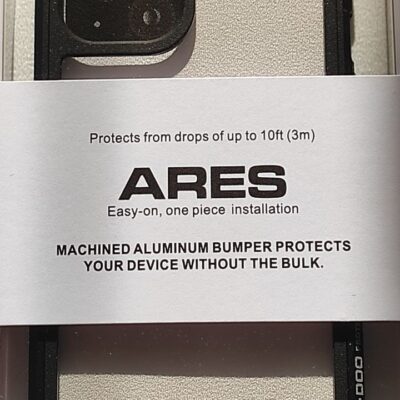 Protects from drops of up to 10ft (3m)
ARES
Easy-on, one piece installation
MACHINED ALUMINUM BUMPER PROTECTS
YOUR DEVICE WITHOUT THE BULK.